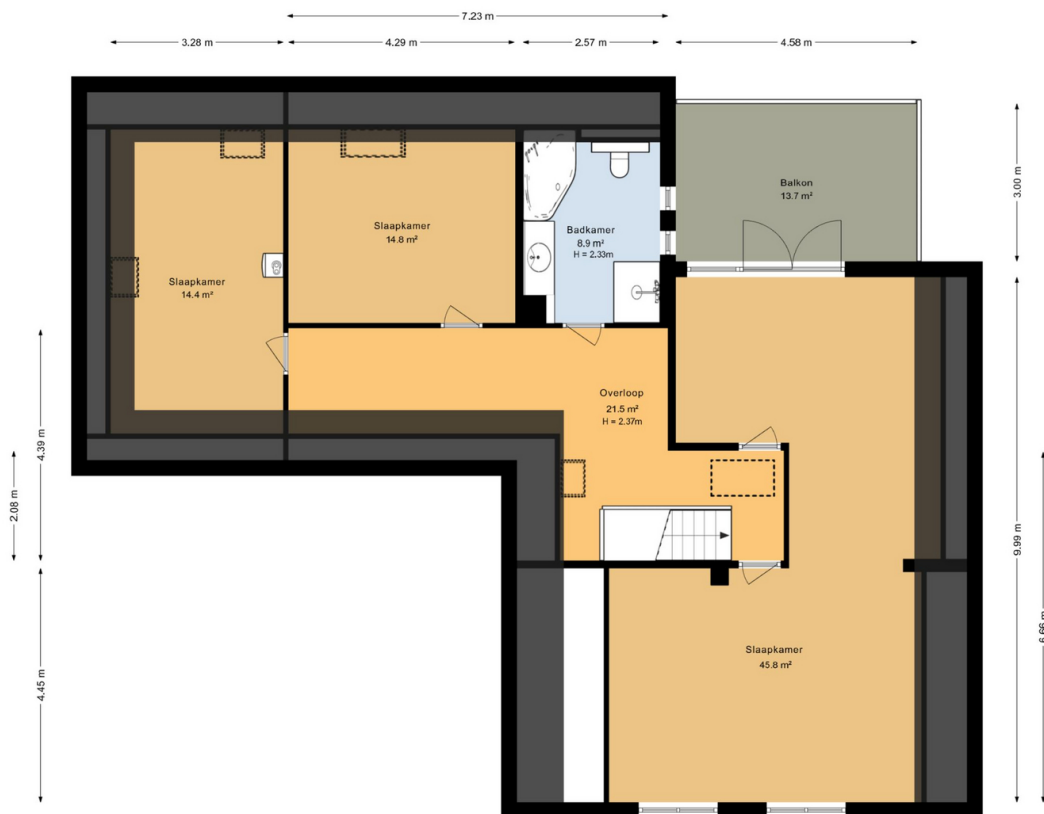 7.23 m
3.28 m
4.29 m
2.57 m
4.58 m
3.00 m
Balkon
13.7 m²
Slaapkamer
14.8 m²
Badkamer
8.9 m²
H = 2.33m
Slaapkamer
14.4 m²
Overloop
21.5 m²
H = 2.37m
4.39 m
2.08 m
9.99 m
6.66 m
Slaapkamer
45.8 m²
4.45 m